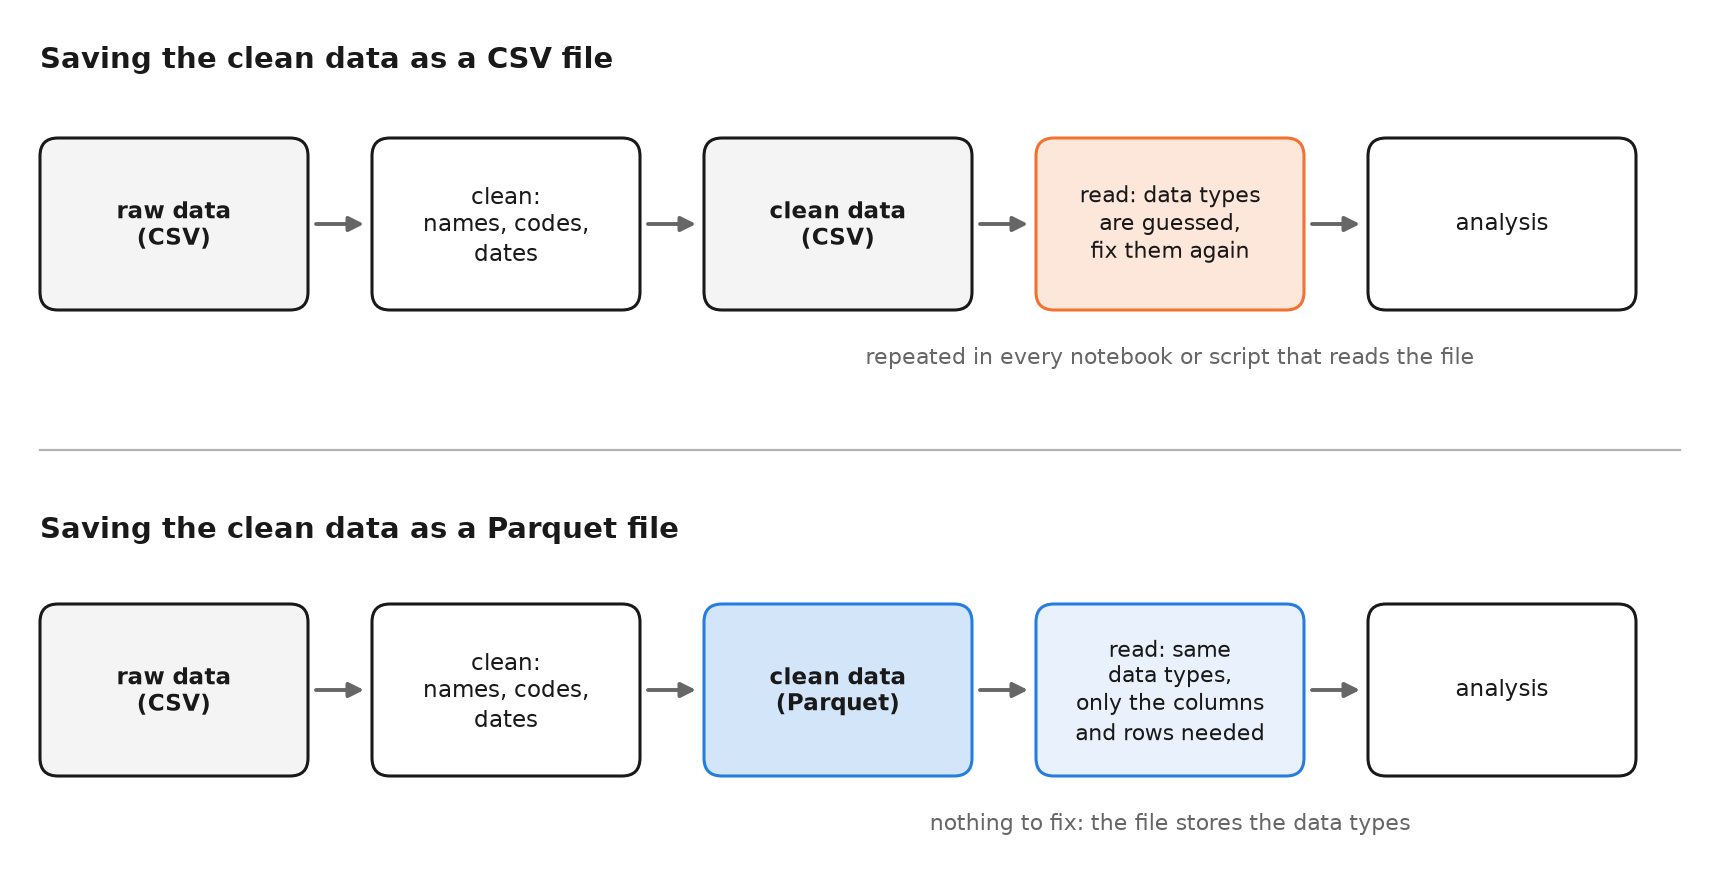 Saving the clean data as a CSV file
raw data
(CSV)
clean:
names, codes,
dates
clean data
(CSV)
read: data types
are guessed,
fix them again
analysis
repeated in every notebook or script that reads the file
Saving the clean data as a Parquet file
raw data
(CSV)
clean:
names, codes,
dates
clean data
(Parquet)
read: same
data types,
only the columns
and rows needed
analysis
nothing to fix: the file stores the data types